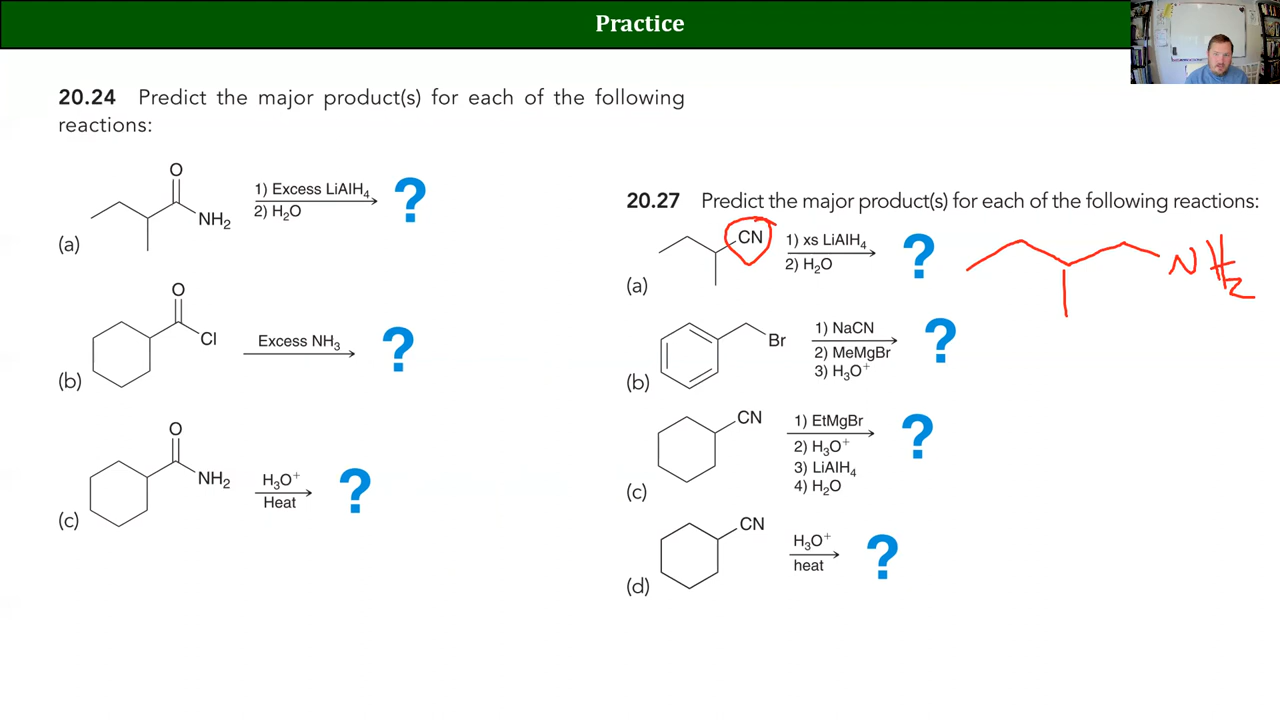 Practice
20.24 Predict the major product(s) for each of the following
reactions:
O
NH₂
(a)
1) Excess LiAlH₄
2) H₂O
?
O
Cl
(b)
Excess NH₃
?
O
NH₂
(c)
H₃O⁺
Heat
?
20.27 Predict the major product(s) for each of the following reactions:
CN
(a)
1) xs LiAlH₄
2) H₂O
?
NH₂
Br
(b)
1) NaCN
2) MeMgBr
3) H₃O⁺
?
CN
(c)
1) EtMgBr
2) H₃O⁺
3) LiAlH₄
4) H₂O
?
CN
(d)
H₃O⁺
heat
?